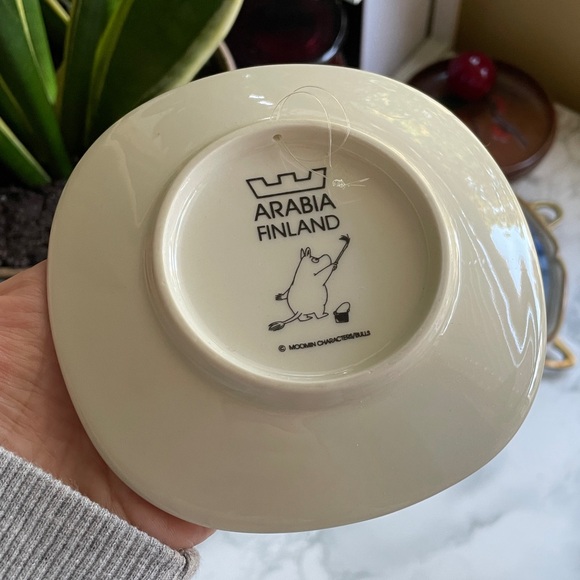 ARABIA
FINLAND
© MOOMIN CHARACTERS/BULLS